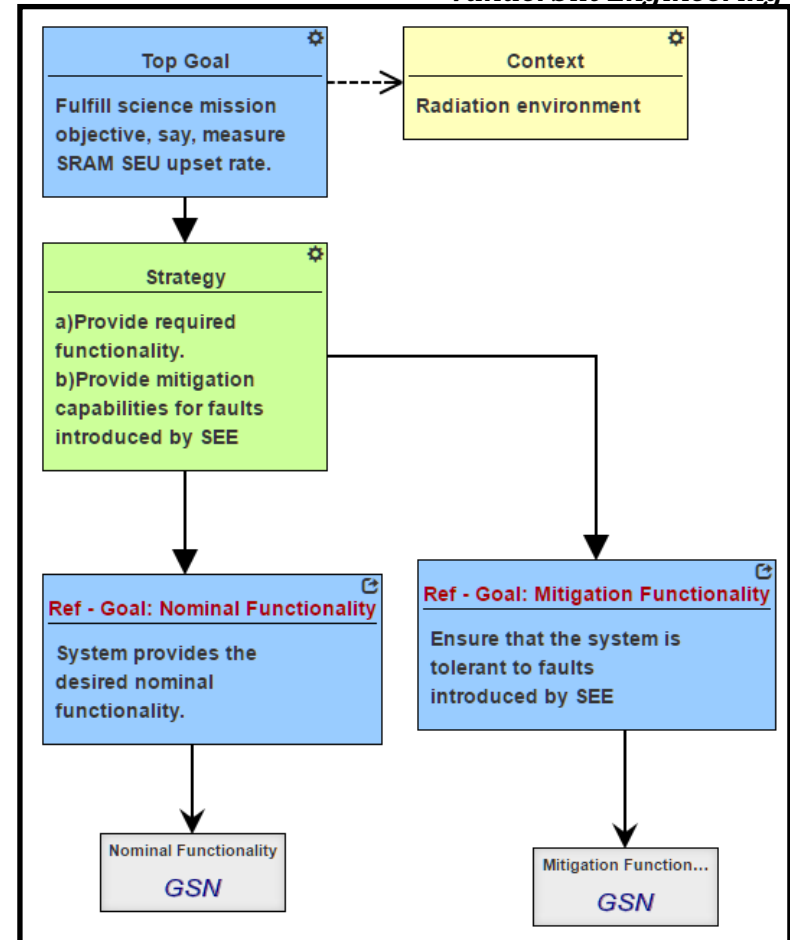 Top Goal
Fulfill science mission
objective, say, measure
SRAM SEU upset rate.
Context
Radiation environment
Strategy
a)Provide required
functionality.
b)Provide mitigation
capabilities for faults
introduced by SEE
Ref - Goal: Nominal Functionality
System provides the
desired nominal
functionality.
Ref - Goal: Mitigation Functionality
Ensure that the system is
tolerant to faults
introduced by SEE
Nominal Functionality
GSN
Mitigation Function...
GSN